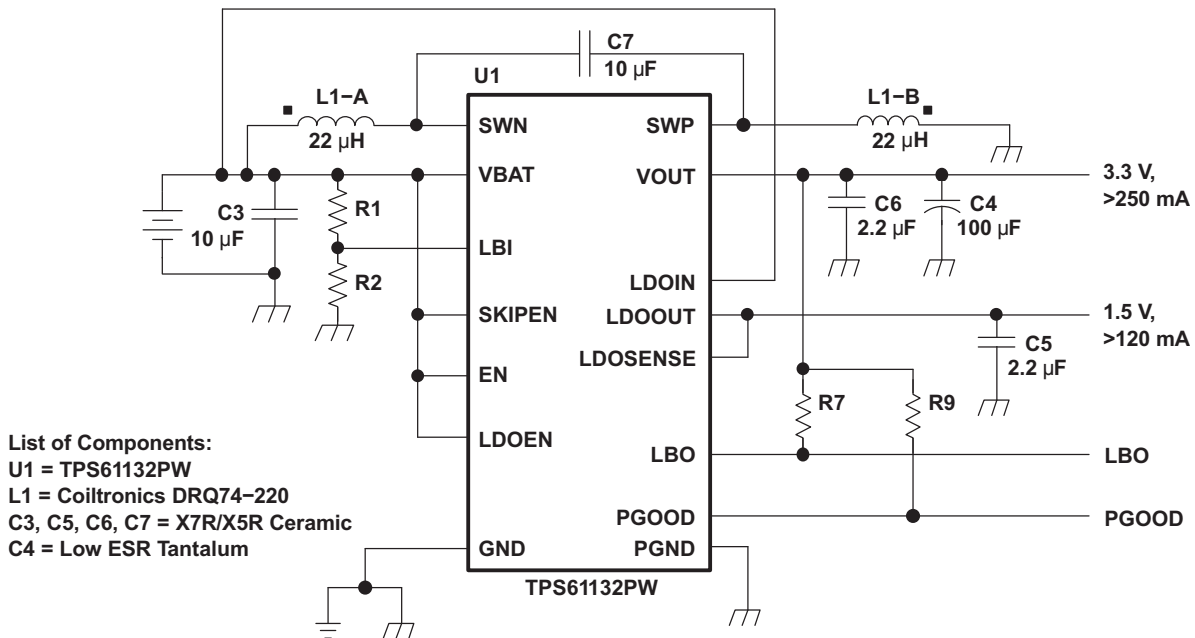 C7
10 µF
U1
L1−A
22 µH
SWN
SWP
L1−B
22 µH
VBAT
VOUT
3.3 V,
>250 mA
C3
10 µF
R1
C6
2.2 µF
C4
100 µF
LBI
R2
LDOIN
SKIPEN
LDOOUT
1.5 V,
>120 mA
LDOSENSE
C5
2.2 µF
EN
R7
R9
LDOEN
LBO
LBO
List of Components:
U1 = TPS61132PW
L1 = Coiltronics DRQ74−220
C3, C5, C6, C7 = X7R/X5R Ceramic
C4 = Low ESR Tantalum
PGOOD
PGOOD
GND
PGND
TPS61132PW